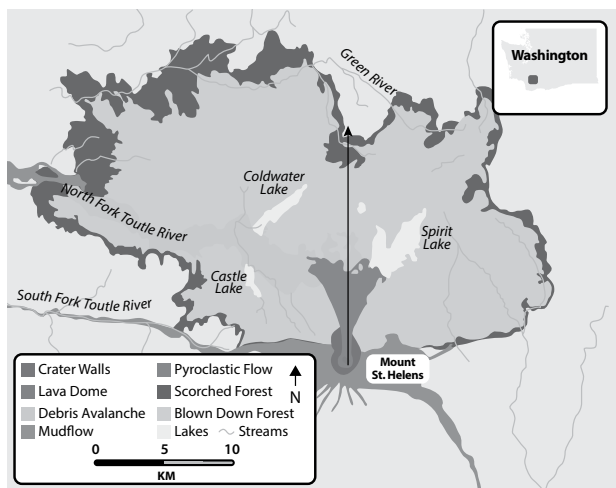 Green River
Washington
Coldwater
Lake
North Fork Toutle River
Spirit
Lake
Castle
Lake
South Fork Toutle River
Mount
St. Helens
Crater Walls
Pyroclastic Flow
Lava Dome
Scorched Forest
N
Debris Avalanche
Blown Down Forest
Mudflow
Lakes
Streams
0 5 10
KM